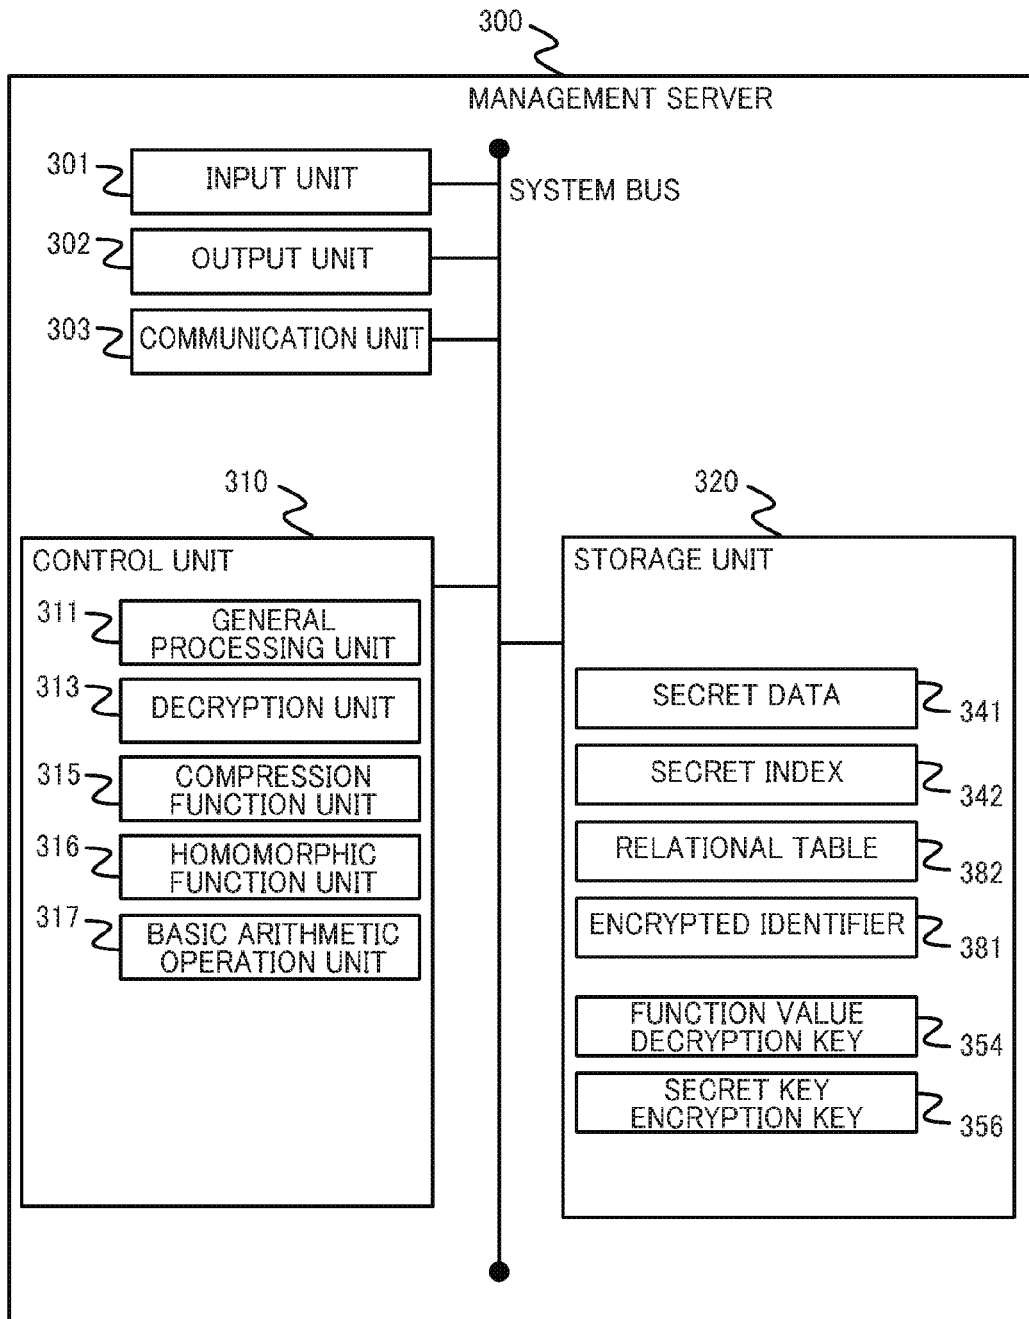 300
MANAGEMENT SERVER
301
INPUT UNIT
SYSTEM BUS
302
OUTPUT UNIT
303
COMMUNICATION UNIT
310
CONTROL UNIT
311
GENERAL
PROCESSING UNIT
313
DECRYPTION UNIT
315
COMPRESSION
FUNCTION UNIT
316
HOMOMORPHIC
FUNCTION UNIT
317
BASIC ARITHMETIC
OPERATION UNIT
320
STORAGE UNIT
SECRET DATA
341
SECRET INDEX
342
RELATIONAL TABLE
382
ENCRYPTED IDENTIFIER
381
FUNCTION VALUE
DECRYPTION KEY
354
SECRET KEY
ENCRYPTION KEY
356